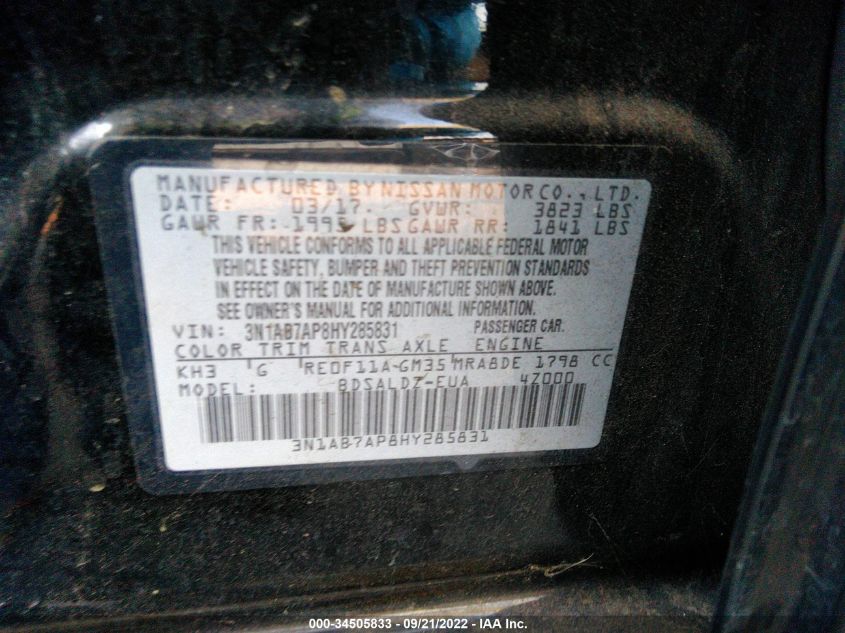 MANUFACTURED BY NISSAN MOTOR CO., LTD.
DATE: 03/17. GVWR: 3823 LBS
GAWR FR: LBS GAWR RR: 1841 LBS
THIS VEHICLE CONFORMS TO ALL APPLICABLE FEDERAL MOTOR
VEHICLE SAFETY, BUMPER AND THEFT PREVENTION STANDARDS
IN EFFECT ON THE DATE OF MANUFACTURE SHOWN ABOVE.
SEE OWNER'S MANUAL FOR ADDITIONAL INFORMATION.
VIN: 3N1AB7AP8HY285831 PASSENGER CAR.
COLOR TRIM TRANS AXLE ENGINE
KH3 G RE0F11A-GM35 MRA8DE 1798 CC
MODEL: BDSALDZ-EUA 4Z000
3N1AB7AP8HY285831
000-34505833 - 09/21/2022 - IAA Inc.